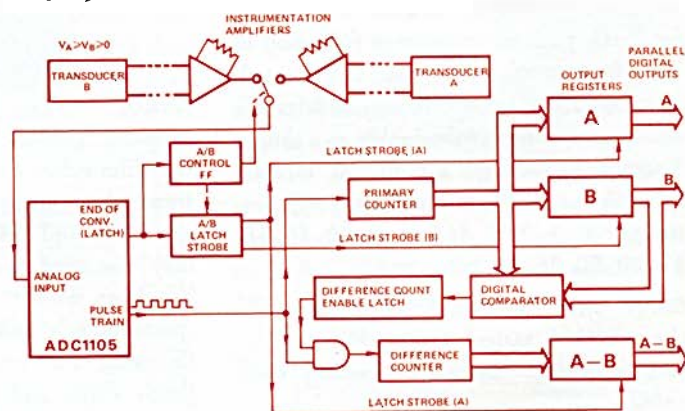 INSTRUMENTATION
AMPLIFIERS
VA>VB>0
TRANSDUCER
B
TRANSDUCER
A
PARALLEL
DIGITAL
OUTPUTS
OUTPUT
REGISTERS
A
A
A/B
CONTROL
FF
LATCH STROBE (A)
END OF
CONV.
(LATCH)
A/B
LATCH
STROBE
PRIMARY
COUNTER
B
B
LATCH STROBE (B)
ANALOG
INPUT
DIFFERENCE COUNT
ENABLE LATCH
DIGITAL
COMPARATOR
PULSE
TRAIN
ADC1105
DIFFERENCE
COUNTER
A-B
A-B
LATCH STROBE (A)